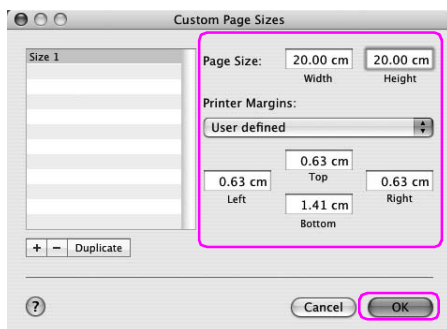 Custom Page Sizes
Size 1
Page Size: 20.00 cm 20.00 cm
Width Height
Printer Margins:
User defined
0.63 cm
Top
0.63 cm 0.63 cm
Left Right
1.41 cm
Bottom
+ − Duplicate
? Cancel OK